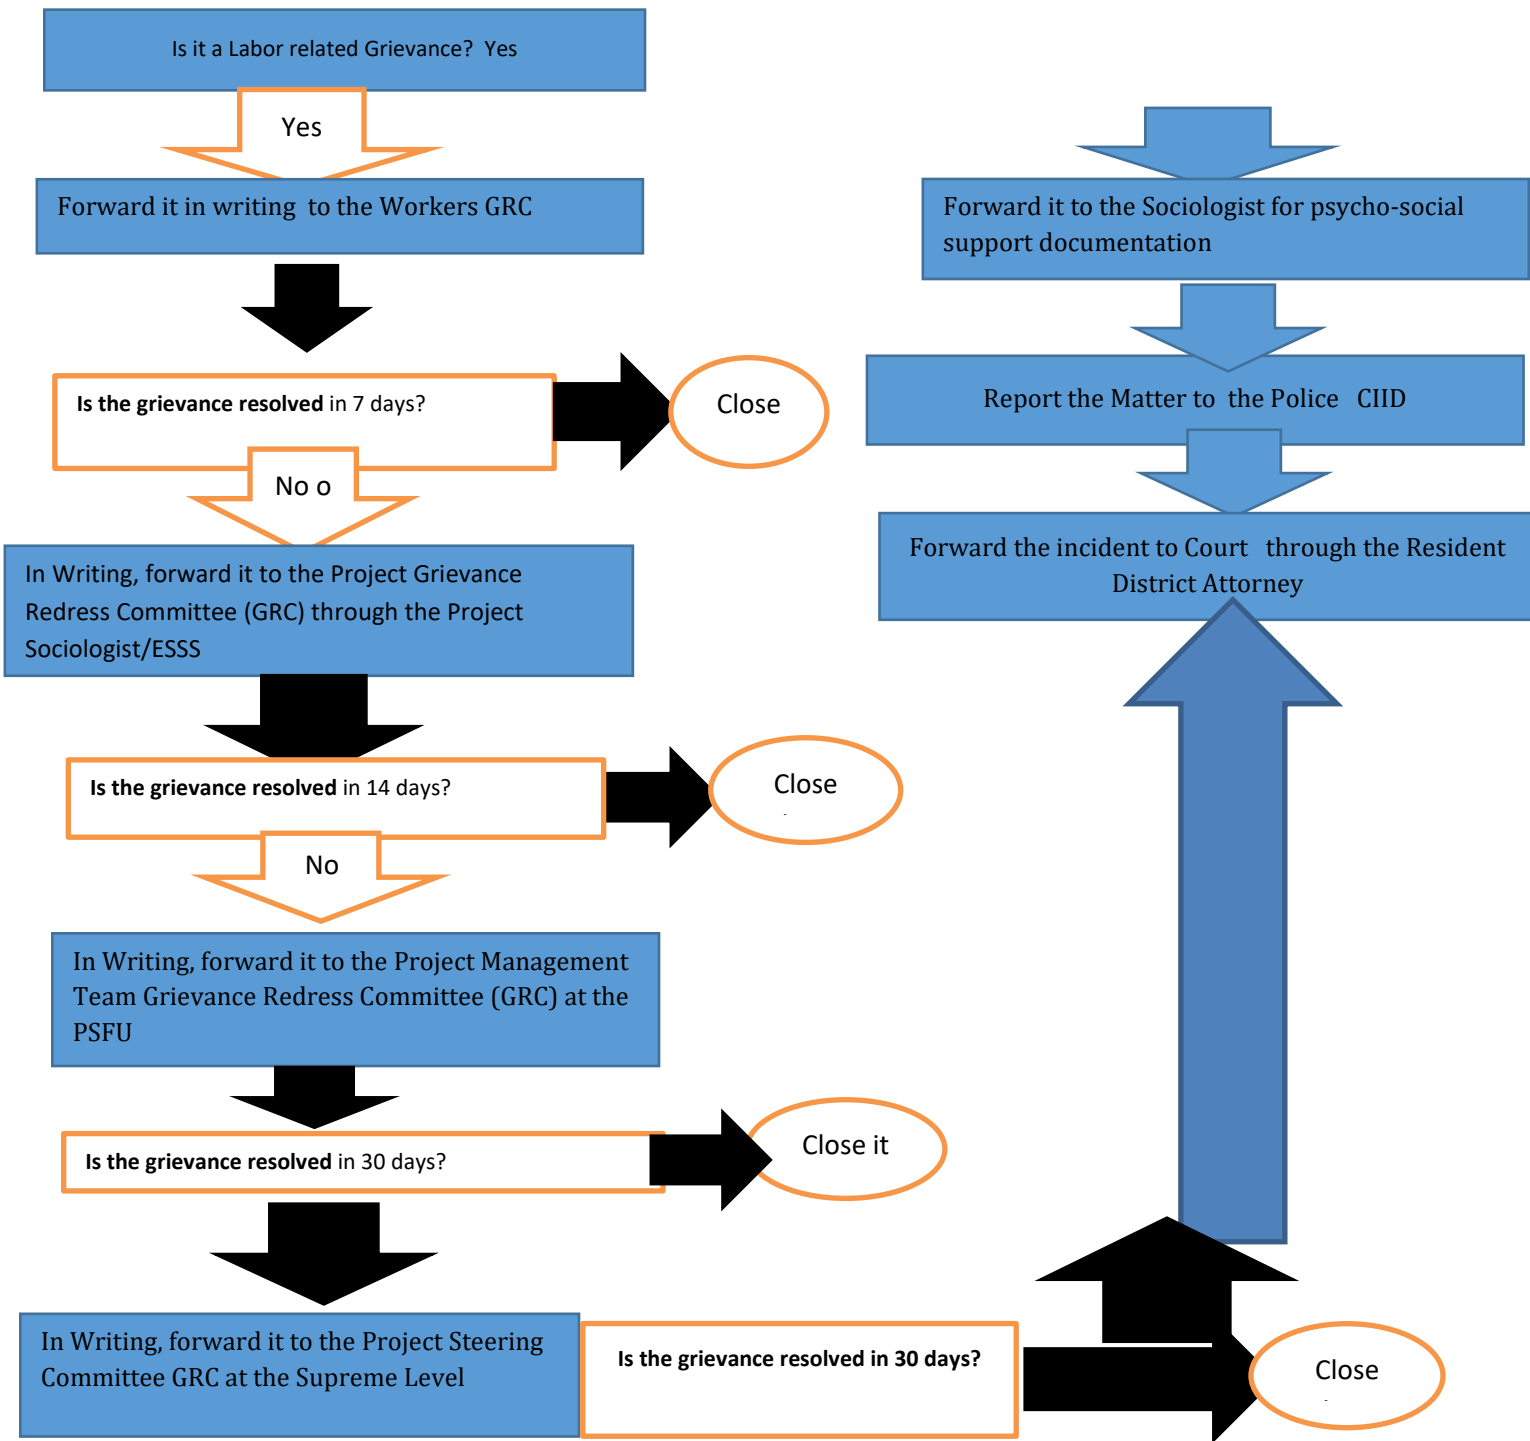 Is it a Labor related Grievance? Yes
Yes
Forward it in writing to the Workers GRC
Is the grievance resolved in 7 days?
Close
No o
In Writing, forward it to the Project Grievance
Redress Committee (GRC) through the Project
Sociologist/ESSS
Is the grievance resolved in 14 days?
Close
No
In Writing, forward it to the Project Management
Team Grievance Redress Committee (GRC) at the
PSFU
Is the grievance resolved in 30 days?
Close it
In Writing, forward it to the Project Steering
Committee GRC at the Supreme Level
Is the grievance resolved in 30 days?
Close
Forward it to the Sociologist for psycho-social
support documentation
Report the Matter to the Police CIID
Forward the incident to Court through the Resident
District Attorney